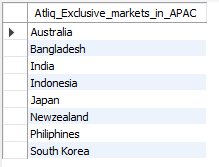 Atliq_Exclusive_markets_in_APAC
Australia
Bangladesh
India
Indonesia
Japan
Newzealand
Philiphines
South Korea